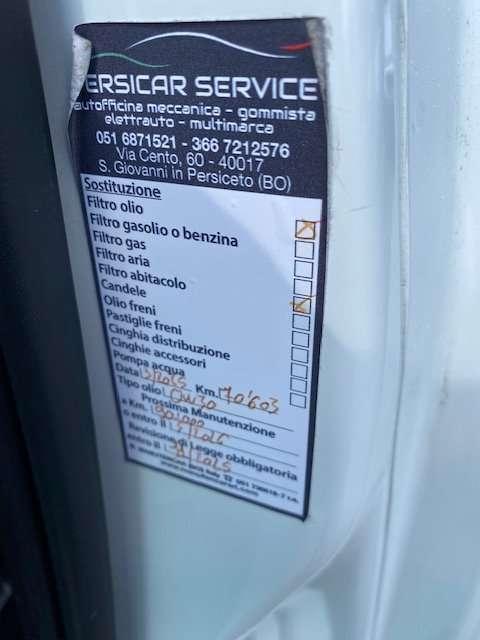 ERSICAR SERVICE
autofficina meccanica - gommista
elettrauto - multimarca
051 6871521 - 366 7212576
Via Cento, 60 - 40017
S. Giovanni in Persiceto (BO)
Sostituzione
Filtro olio
Filtro gasolio o benzina
Filtro gas
Filtro aria
Filtro abitacolo
Candele
Olio freni
Pastiglie freni
Cinghia distribuzione
Cinghie accessori
Pompa acqua
Data Km. 70'603
Tipo olio 0W30
Prossima Manutenzione
a Km.
o entro il
Revisione di Legge obbligatoria
entro il